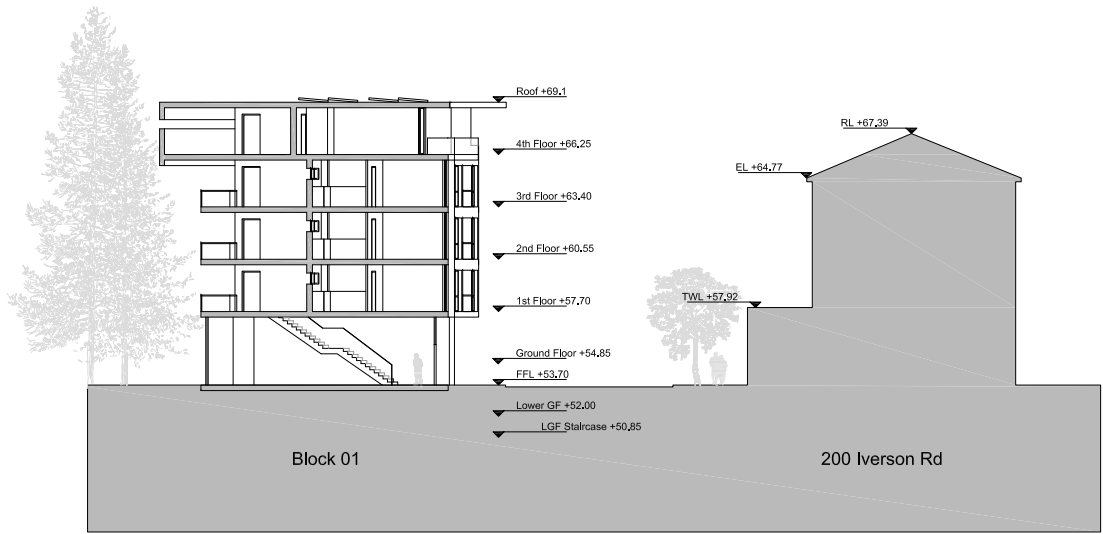 Roof +69.1
RL +67.39
4th Floor +66.25
EL +64.77
3rd Floor +63.40
2nd Floor +60.55
TWL +57.92
1st Floor +57.70
Ground Floor +54.85
FFL +53.70
Lower GF +52.00
LGF Staircase +50.85
Block 01
200 Iverson Rd